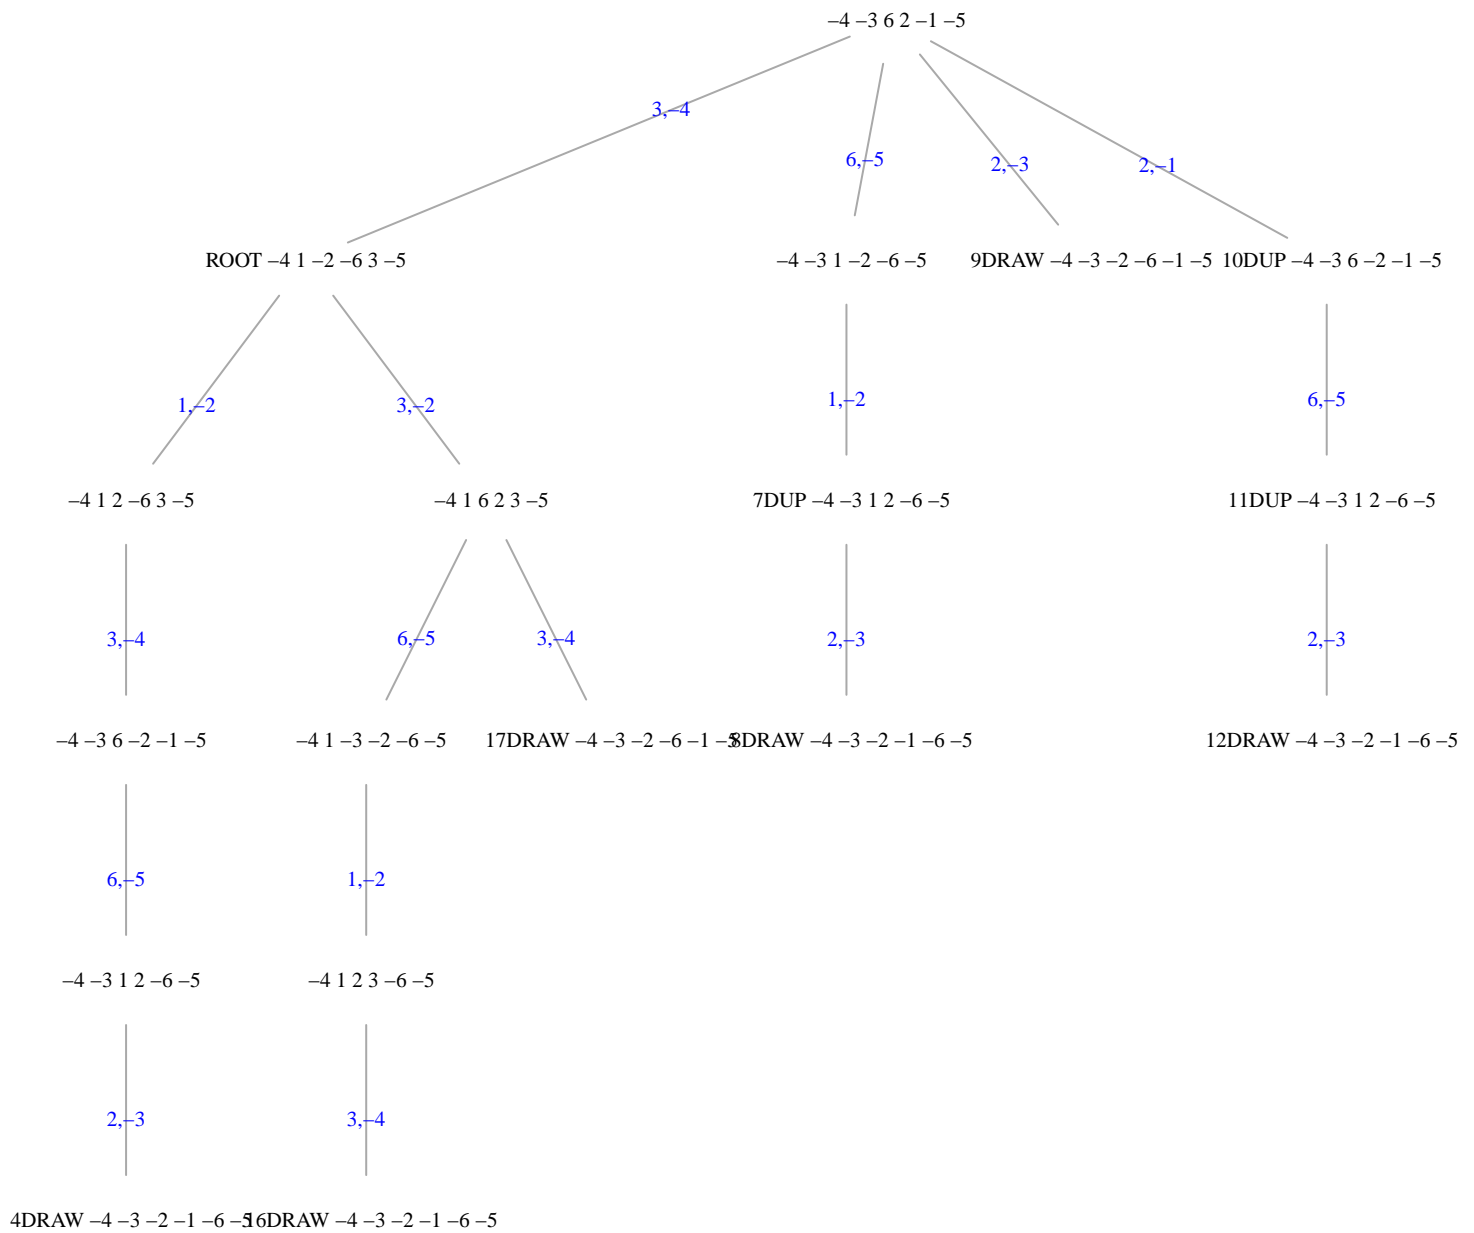 –4 –3 6 2 –1 –5
3,–4
6,–5
2,–3
2,–1
ROOT –4 1 –2 –6 3 –5
–4 –3 1 –2 –6 –5
9DRAW –4 –3 –2 –6 –1 –5
10DUP –4 –3 6 –2 –1 –5
1,–2
3,–2
1,–2
6,–5
–4 1 2 –6 3 –5
–4 1 6 2 3 –5
7DUP –4 –3 1 2 –6 –5
11DUP –4 –3 1 2 –6 –5
3,–4
6,–5
3,–4
2,–3
2,–3
–4 –3 6 –2 –1 –5
–4 1 –3 –2 –6 –5
17DRAW –4 –3 –2 –6 –1 –5
8DRAW –4 –3 –2 –1 –6 –5
12DRAW –4 –3 –2 –1 –6 –5
6,–5
1,–2
–4 –3 1 2 –6 –5
–4 1 2 3 –6 –5
2,–3
3,–4
4DRAW –4 –3 –2 –1 –6 –5
16DRAW –4 –3 –2 –1 –6 –5